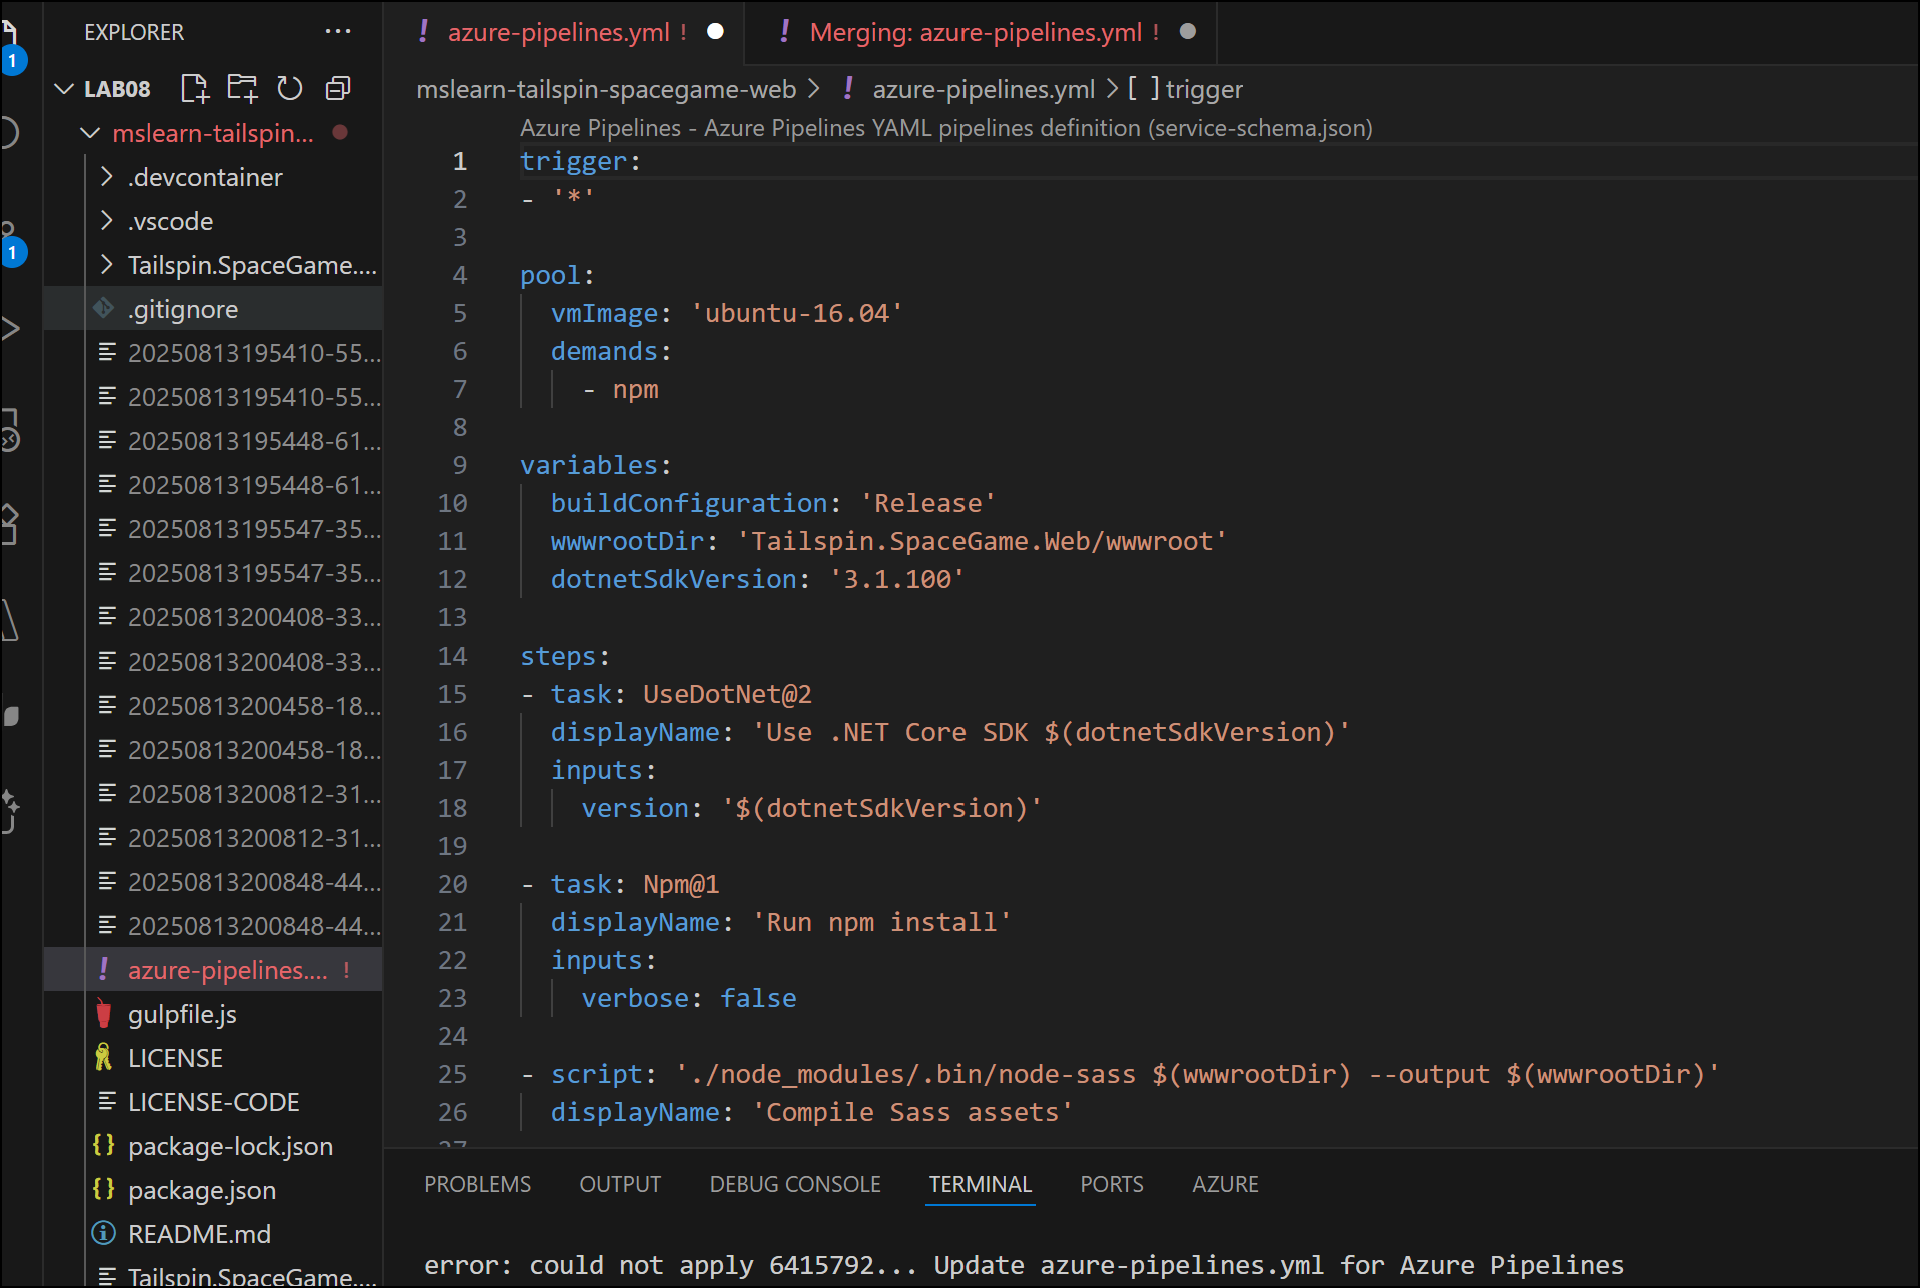 EXPLORER
LAB08
mslearn-tailspin...
.devcontainer
.vscode
Tailspin.SpaceGame....
.gitignore
20250813195410-55...
20250813195410-55...
20250813195448-61...
20250813195448-61...
20250813195547-35...
20250813195547-35...
20250813200408-33...
20250813200408-33...
20250813200458-18...
20250813200458-18...
20250813200812-31...
20250813200812-31...
20250813200848-44...
20250813200848-44...
azure-pipelines.... !
gulpfile.js
LICENSE
LICENSE-CODE
package-lock.json
package.json
README.md
Tailspin.SpaceGame....
1
1
! azure-pipelines.yml !
! Merging: azure-pipelines.yml !
mslearn-tailspin-spacegame-web > ! azure-pipelines.yml > [ ] trigger
Azure Pipelines - Azure Pipelines YAML pipelines definition (service-schema.json)
1 trigger:
2 - '*'
3
4 pool:
5   vmImage: 'ubuntu-16.04'
6   demands:
7     - npm
8
9 variables:
10   buildConfiguration: 'Release'
11   wwwrootDir: 'Tailspin.SpaceGame.Web/wwwroot'
12   dotnetSdkVersion: '3.1.100'
13
14 steps:
15 - task: UseDotNet@2
16   displayName: 'Use .NET Core SDK $(dotnetSdkVersion)'
17   inputs:
18     version: '$(dotnetSdkVersion)'
19
20 - task: Npm@1
21   displayName: 'Run npm install'
22   inputs:
23     verbose: false
24
25 - script: './node_modules/.bin/node-sass $(wwwrootDir) --output $(wwwrootDir)'
26   displayName: 'Compile Sass assets'
27
PROBLEMS OUTPUT DEBUG CONSOLE TERMINAL PORTS AZURE
error: could not apply 6415792... Update azure-pipelines.yml for Azure Pipelines